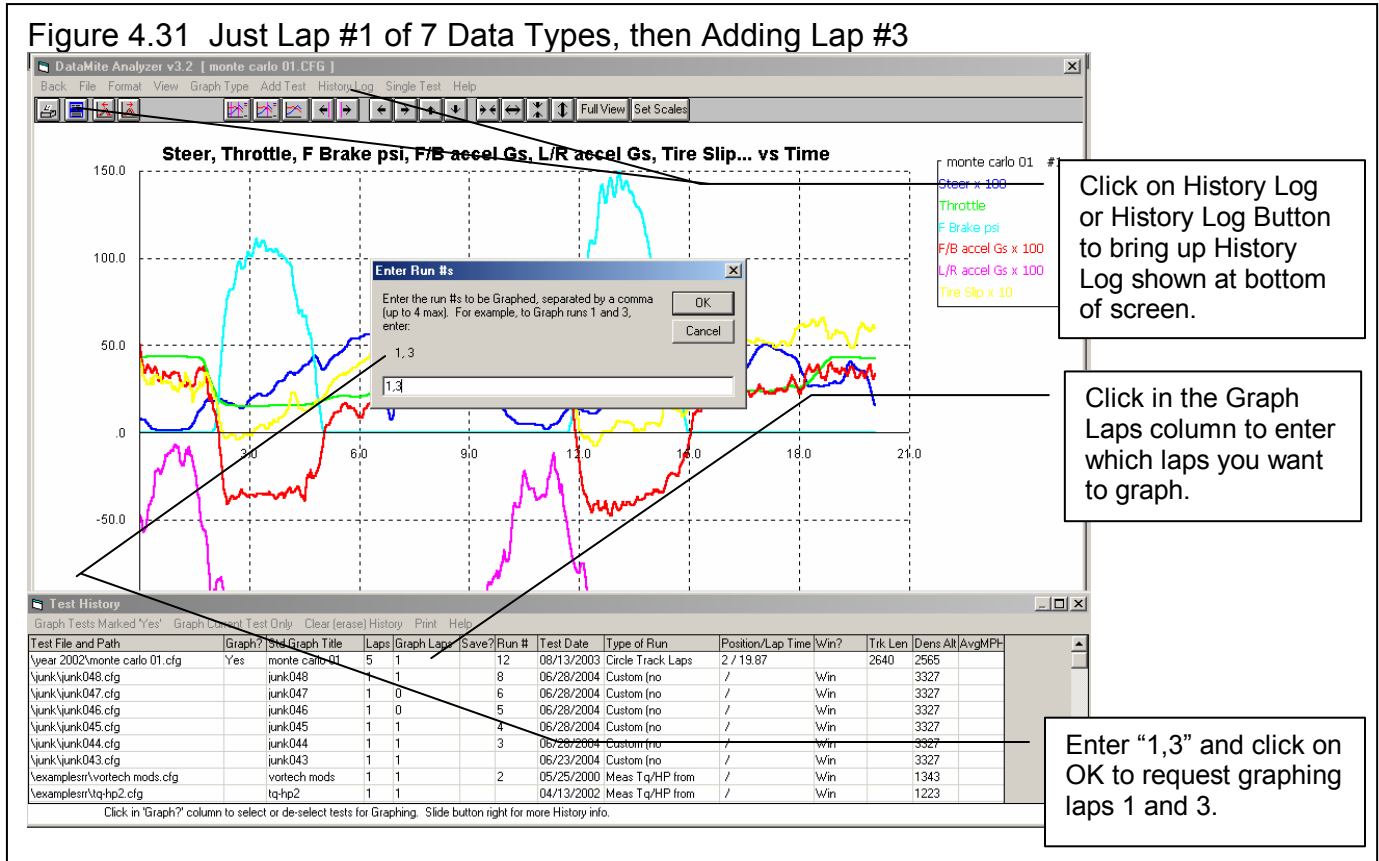 Figure 4.31 Just Lap #1 of 7 Data Types, then Adding Lap #3
DataMite Analyzer v3.2 [ monte carlo 01.CFG ]
Back File Format View Graph Type Add Test History Log Single Test Help
Full View Set Scales
Steer, Throttle, F Brake psi, F/B accel Gs, L/R accel Gs, Tire Slip... vs Time
150.0
100.0
50.0
.0
-50.0
3.0 6.0 9.0 12.0 15.0 18.0 21.0
monte carlo 01 #1
Steer x 100
Throttle
F Brake psi
F/B accel Gs x 100
L/R accel Gs x 100
Tire Slip x 10
Enter Run #s
Enter the run #s to be Graphed, separated by a comma
(up to 4 max). For example, to Graph runs 1 and 3,
enter:
1, 3
OK
Cancel
1,3
Click on History Log
or History Log Button
to bring up History
Log shown at bottom
of screen.
Click in the Graph
Laps column to enter
which laps you want
to graph.
Test History
Graph Tests Marked 'Yes' Graph Current Test Only Clear (erase) History Print Help
Test File and Path Graph? Std Graph Title Laps Graph Laps Save? Run # Test Date Type of Run Position/Lap Time Win? Trk Len Dens Alt AvgMPH
\year 2002\monte carlo 01.cfg Yes monte carlo 01 5 1 12 08/13/2003 Circle Track Laps 2 / 19.87 2640 2565
\junk\junk048.cfg junk048 1 1 8 06/28/2004 Custom (no / Win 3327
\junk\junk047.cfg junk047 1 0 6 06/28/2004 Custom (no / Win 3327
\junk\junk046.cfg junk046 1 0 5 06/28/2004 Custom (no / Win 3327
\junk\junk045.cfg junk045 1 1 4 06/28/2004 Custom (no / Win 3327
\junk\junk044.cfg junk044 1 1 3 06/28/2004 Custom (no / Win 3327
\junk\junk043.cfg junk043 1 1 06/23/2004 Custom (no / Win 3327
\examplesrr\vortech mods.cfg vortech mods 1 1 2 05/25/2000 Meas Tq/HP from / Win 1343
\examplesrr\tq-hp2.cfg tq-hp2 1 1 04/13/2002 Meas Tq/HP from / Win 1223
Click in 'Graph?' column to select or de-select tests for Graphing. Slide button right for more History info.
Enter “1,3” and click on
OK to request graphing
laps 1 and 3.